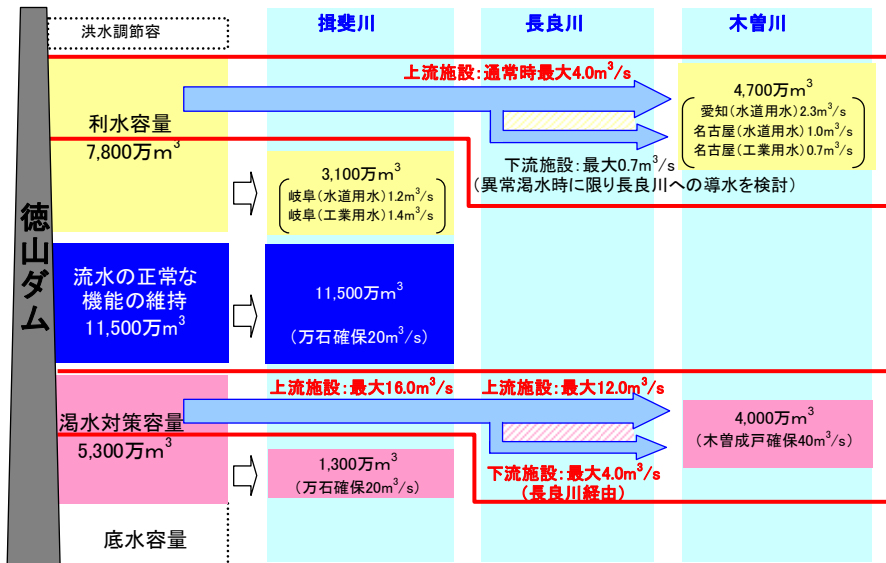 洪水調節容
揖斐川
長良川
木曽川
徳山ダム
上流施設：通常時最大4.0m³/s
利水容量
7,800万m³
4,700万m³
愛知（水道用水）2.3m³/s
名古屋（水道用水）1.0m³/s
名古屋（工業用水）0.7m³/s
下流施設：最大0.7m³/s
（異常渇水時に限り長良川への導水を検討）
3,100万m³
岐阜（水道用水）1.2m³/s
岐阜（工業用水）1.4m³/s
流水の正常な
機能の維持
11,500万m³
11,500万m³
（万石確保20m³/s）
上流施設：最大16.0m³/s
上流施設：最大12.0m³/s
渇水対策容量
5,300万m³
4,000万m³
（木曽成戸確保40m³/s）
1,300万m³
（万石確保20m³/s）
下流施設：最大4.0m³/s
（長良川経由）
底水容量